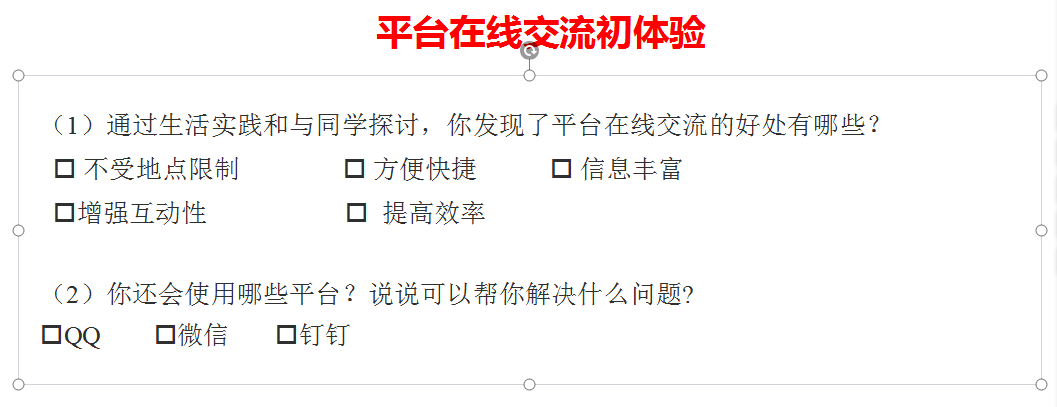 平台在线交流初体验
（1）通过生活实践和与同学探讨，你发现了平台在线交流的好处有哪些？
□ 不受地点限制 □ 方便快捷 □ 信息丰富
□增强互动性 □ 提高效率
（2）你还会使用哪些平台？说说可以帮你解决什么问题?
□QQ □微信 □钉钉